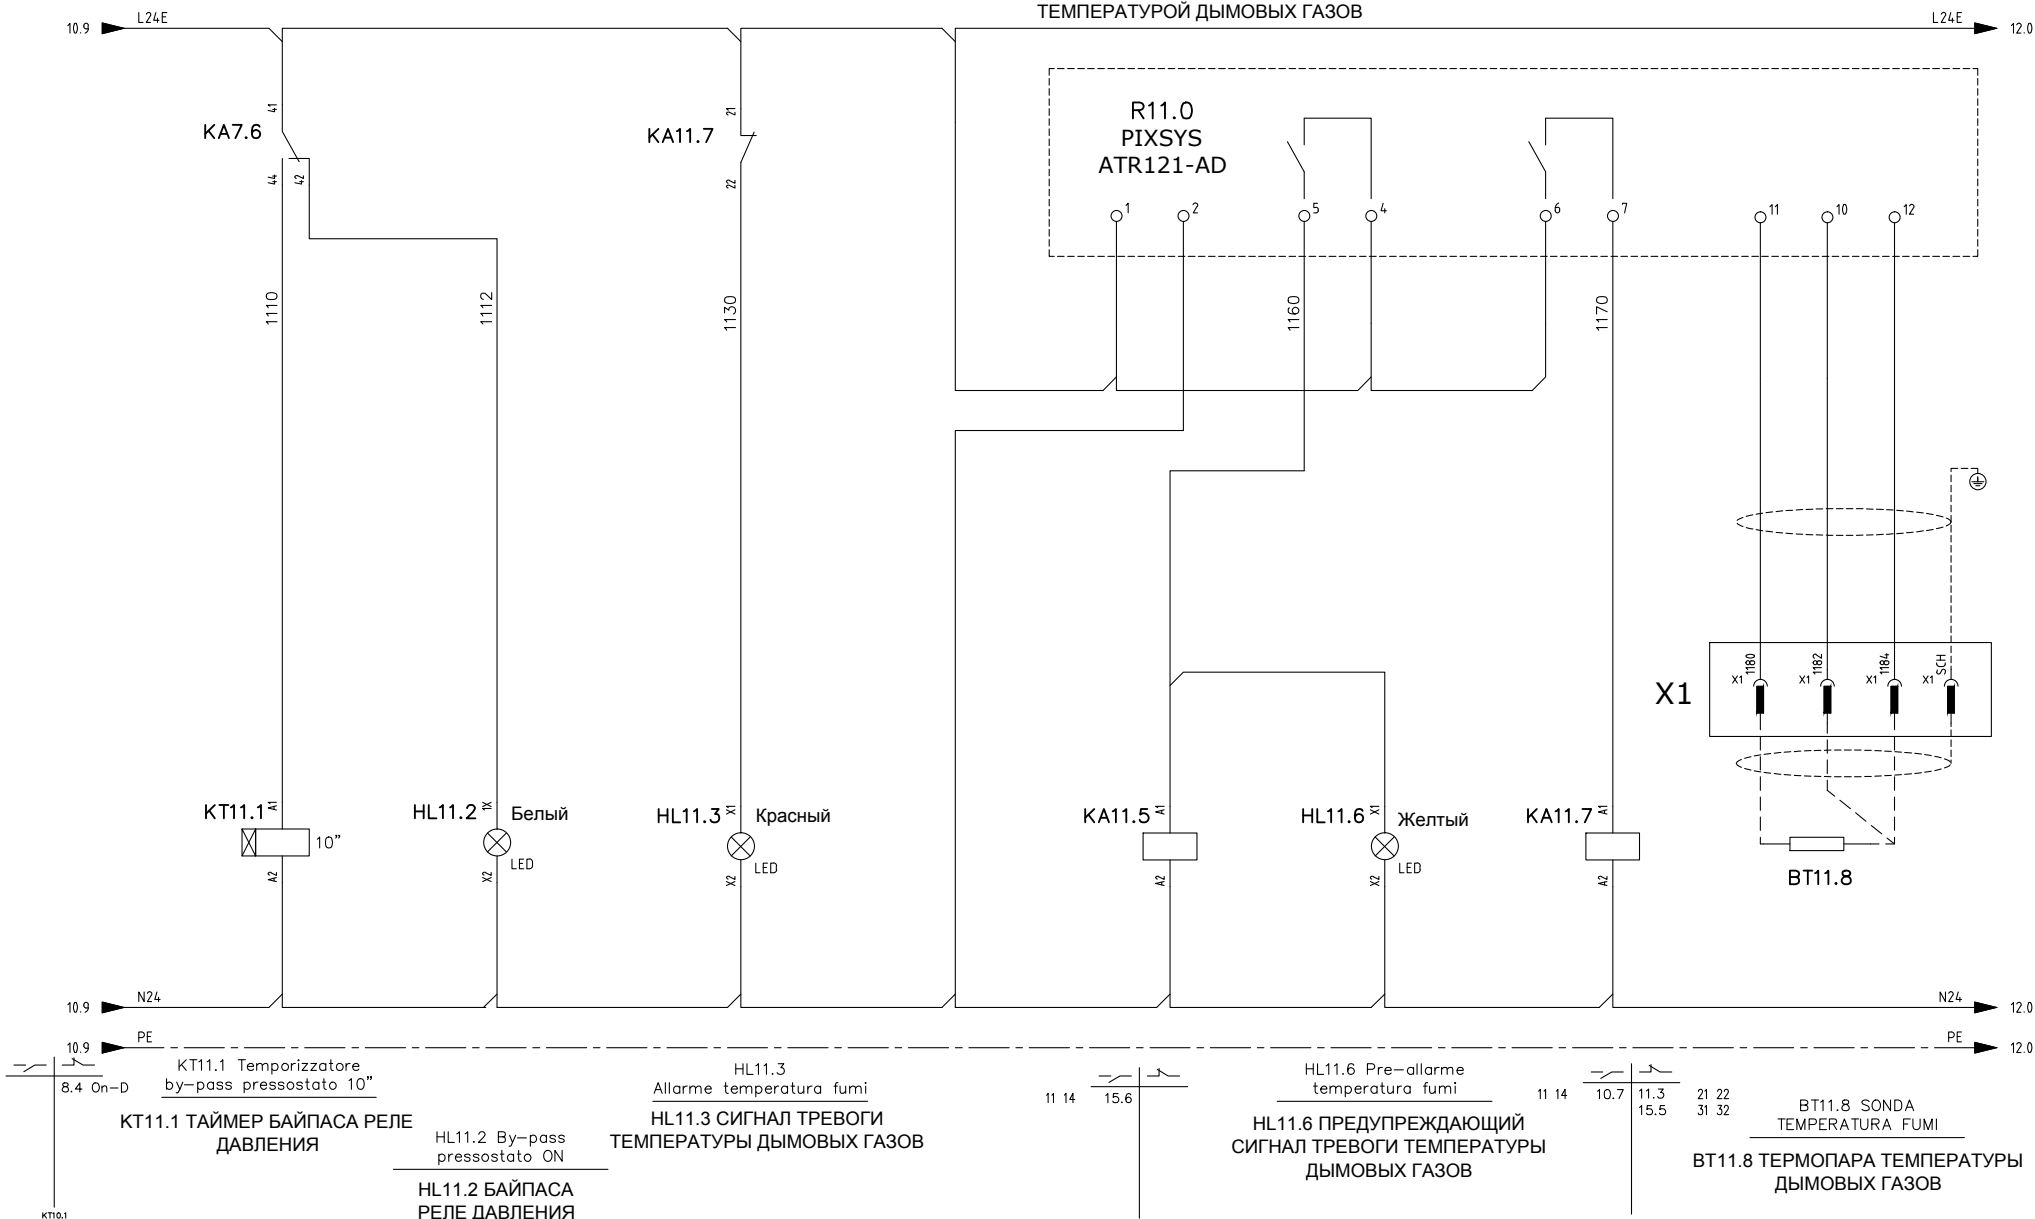 ТЕМПЕРАТУРОЙ ДЫМОВЫХ ГАЗОВ
10.9 L24E
L24E 12.0
41
KA7.6
44 42
21
KA11.7
22
R11.0
PIXSYS
ATR121-AD
1 2 5 4 6 7 11 10 12
1110
1112
1130
1160
1170
X1
X1 1180
X1 1182
X1 1184
X1 SCH
KT11.1 A1
10"
A2
HL11.2 1X Белый
LED
X2
HL11.3 X1 Красный
LED
X2
KA11.5 A1
A2
HL11.6 X1 Желтый
LED
X2
KA11.7 A1
A2
BT11.8
10.9 N24
N24 12.0
10.9 PE
PE 12.0
8.4 On-D
KT10.1
KT11.1 Temporizzatore
by-pass pressostato 10"
KT11.1 ТАЙМЕР БАЙПАСА РЕЛЕ
ДАВЛЕНИЯ
HL11.2 By-pass
pressostato ON
HL11.2 БАЙПАСА
РЕЛЕ ДАВЛЕНИЯ
HL11.3
Allarme temperatura fumi
HL11.3 СИГНАЛ ТРЕВОГИ
ТЕМПЕРАТУРЫ ДЫМОВЫХ ГАЗОВ
11 14 15.6
HL11.6 Pre-allarme
temperatura fumi
HL11.6 ПРЕДУПРЕЖДАЮЩИЙ
СИГНАЛ ТРЕВОГИ ТЕМПЕРАТУРЫ
ДЫМОВЫХ ГАЗОВ
11 14 10.7 11.3 21 22
15.5 31 32
BT11.8 SONDA
TEMPERATURA FUMI
BT11.8 ТЕРМОПАРА ТЕМПЕРАТУРЫ
ДЫМОВЫХ ГАЗОВ